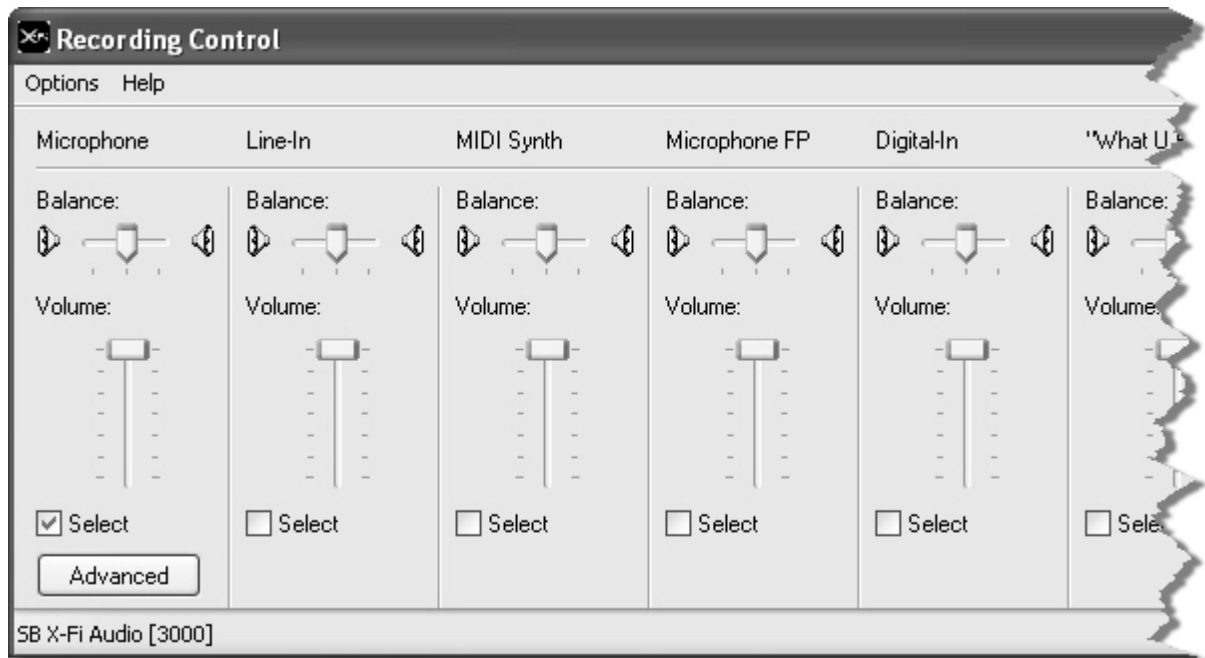 Recording Control
Options Help
Microphone Line-In MIDI Synth Microphone FP Digital-In "What U
Balance: Balance: Balance: Balance: Balance: Balance:
Volume: Volume: Volume: Volume: Volume: Volume
Select Select Select Select Select
Advanced
SB X-Fi Audio [3000]